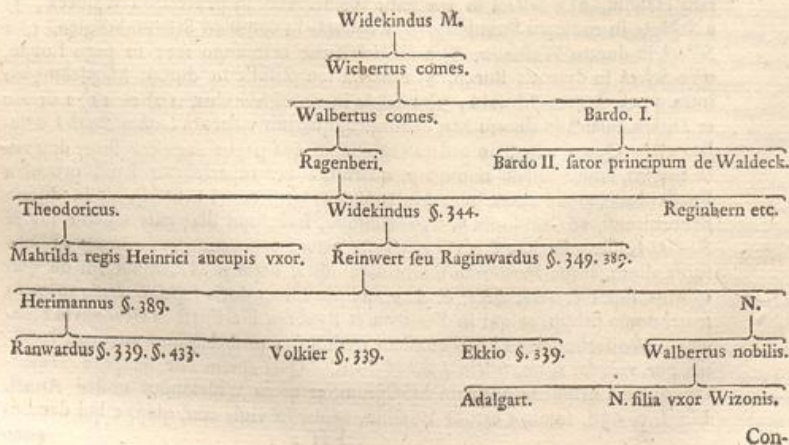 Widekindus M.
Wicbertus comes.
Walbertus comes. Bardo. I.
Ragenberi. Bardo II. sator principum de Waldeck.
Theodoricus. Widekindus §. 344. Reginhern etc.
Mahtilda regis Heinrici aucupis vxor. Reinwert seu Raginwardus §. 349. 389.
Herimannus §. 389. N.
Ranwardus §. 339. §. 433. Volkier §. 339. Ekkio §. 339. Walbertus nobilis.
Adalgart. N. filia vxor Wizonis.
Con-